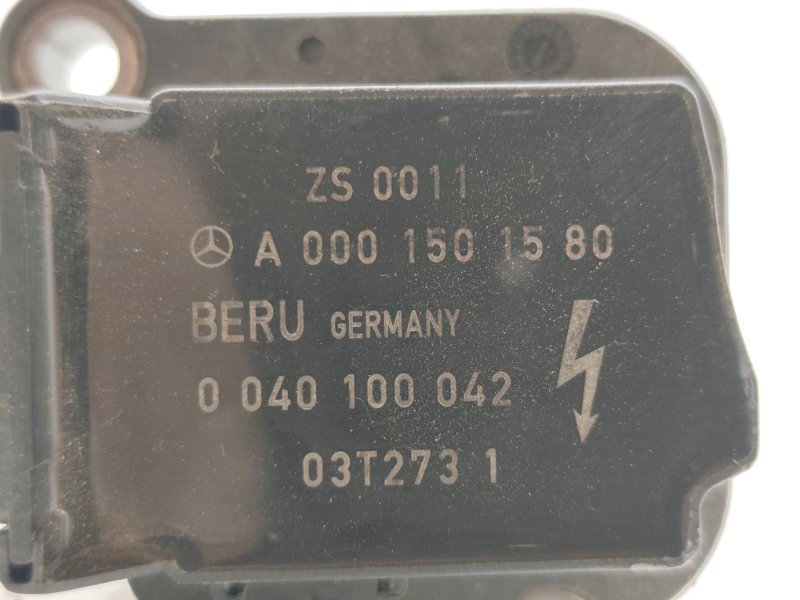 ZS 0011
A 000 150 15 80
BERU GERMANY
0 040 100 042
03T273 1